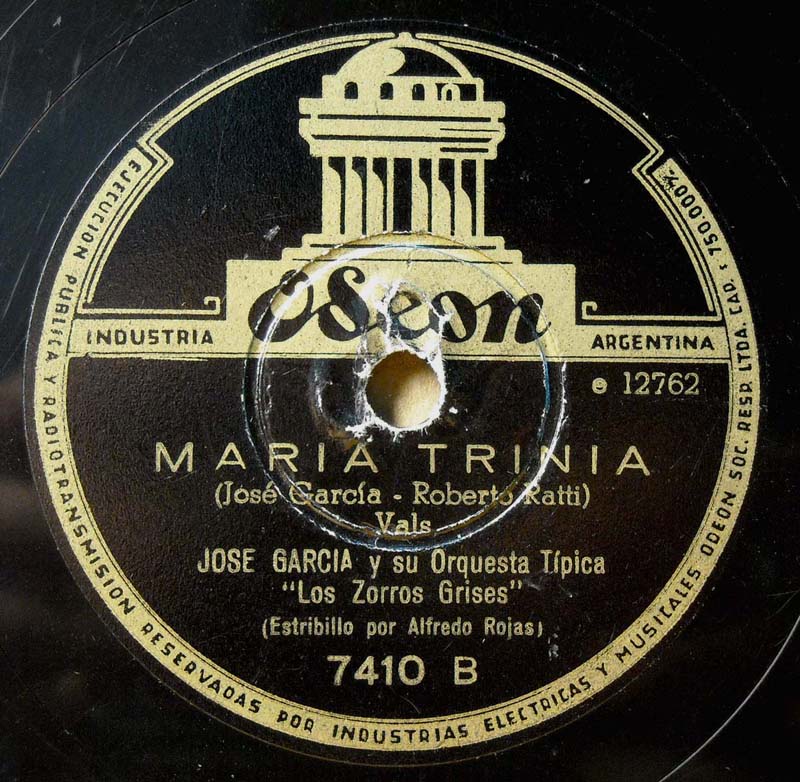 Odeon
INDUSTRIA ARGENTINA
e 12762
MARIA TRINIA
(José García - Roberto Ratti)
Vals
JOSE GARCIA y su Orquesta Típica
"Los Zorros Grises"
(Estribillo por Alfredo Rojas)
7410 B
EJECUCION PUBLICA Y RADIOTRANSMISION RESERVADAS POR INDUSTRIAS ELECTRICAS Y MUSICALES ODEON SOC. RESP. LTDA. CAP. $ 750.000%